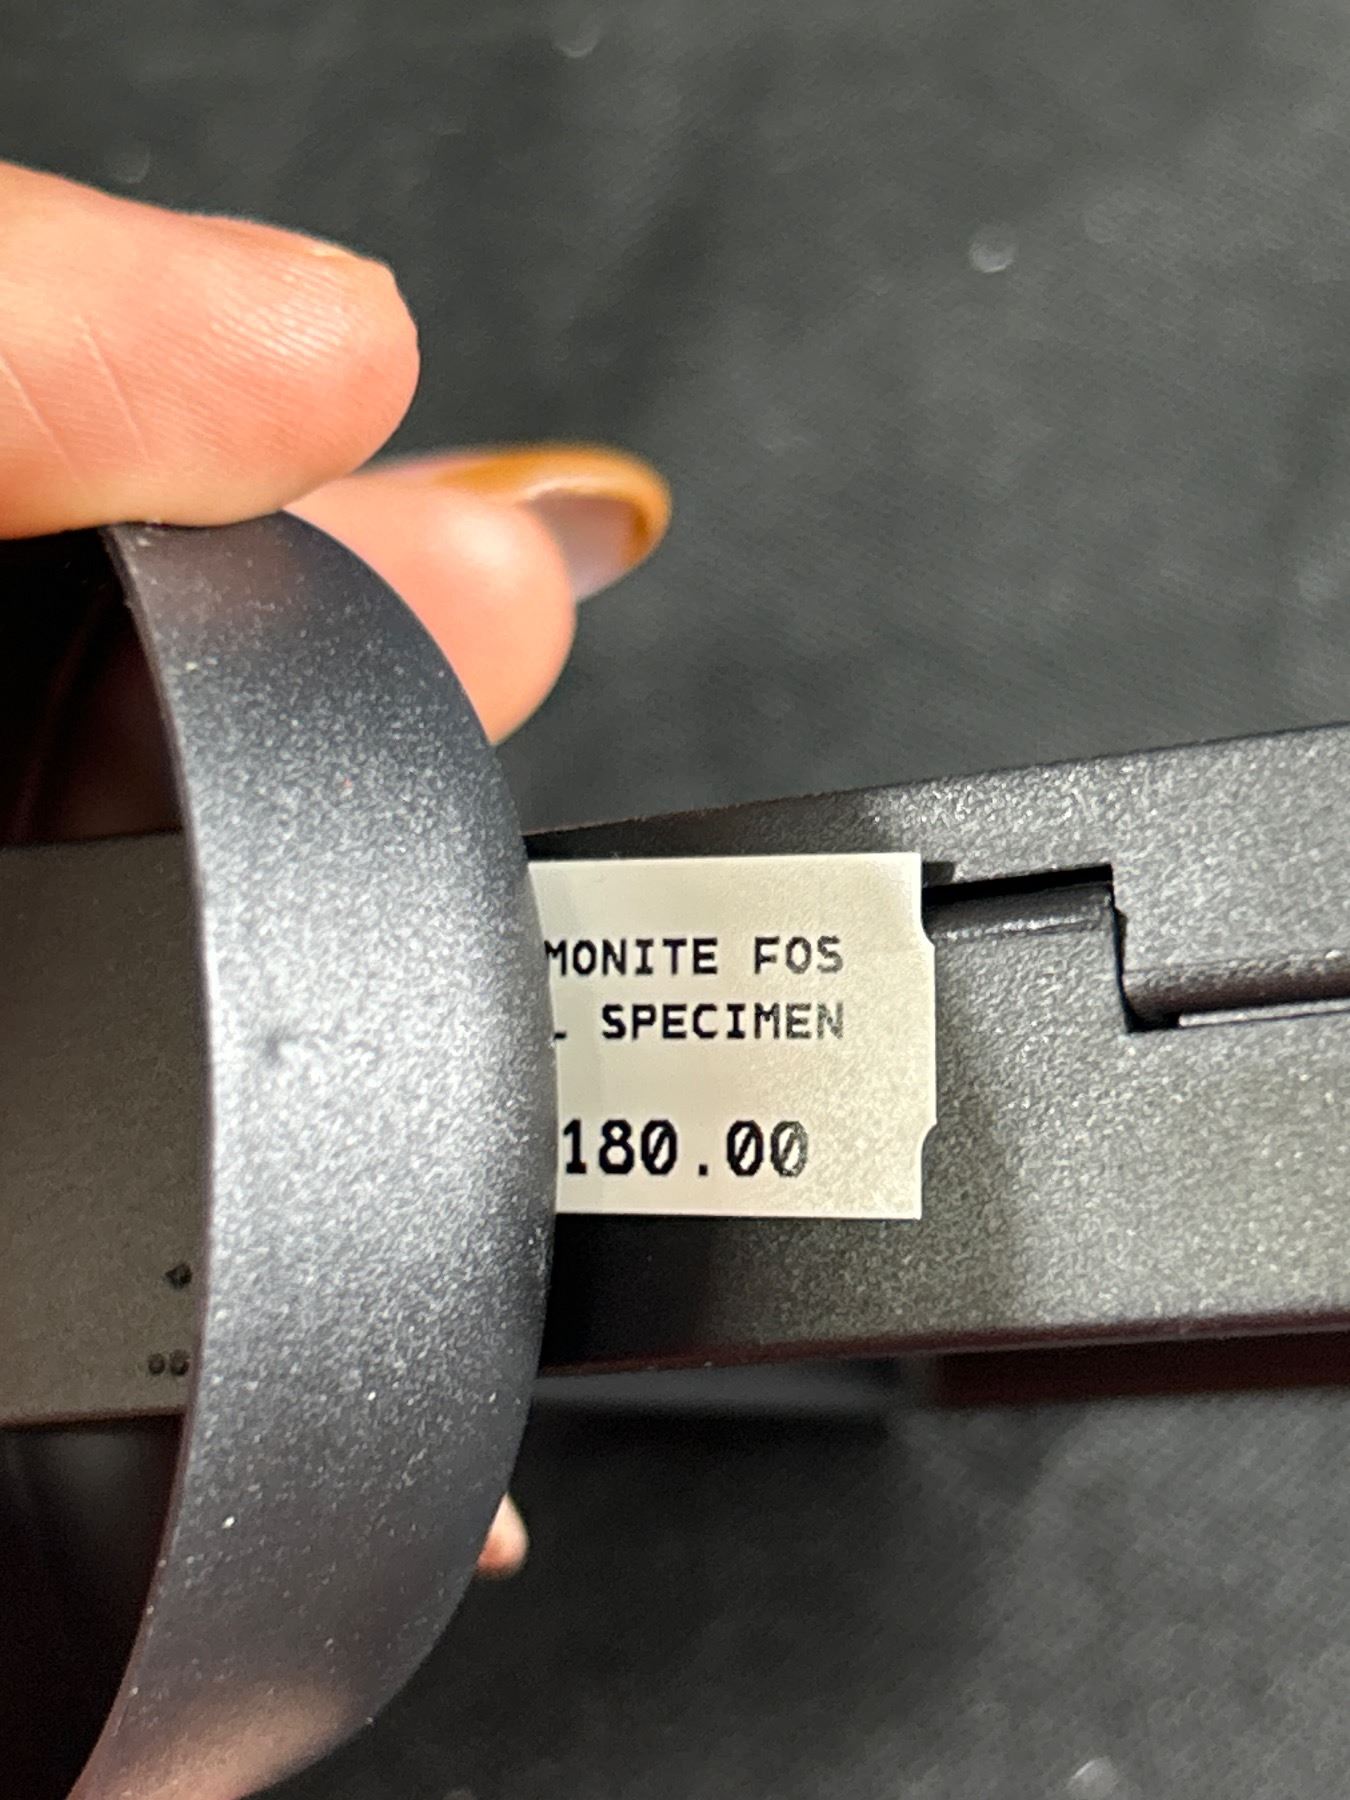 MONITE FOS
L SPECIMEN
180.00